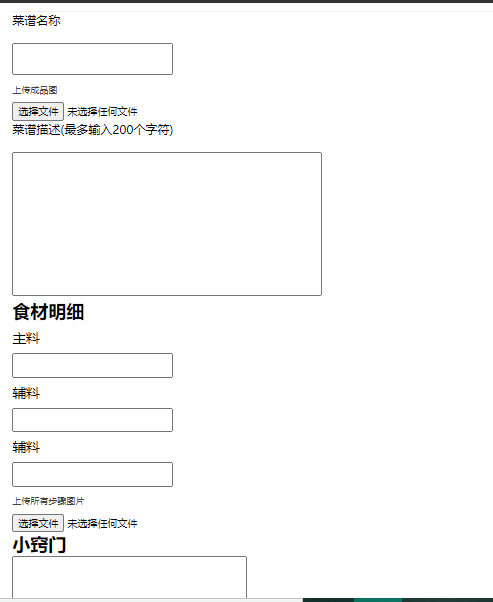 菜谱名称
上传成品图
选择文件 未选择任何文件
菜谱描述(最多输入200个字符)
食材明细
主料
辅料
辅料
上传所有步骤图片
选择文件 未选择任何文件
小窍门